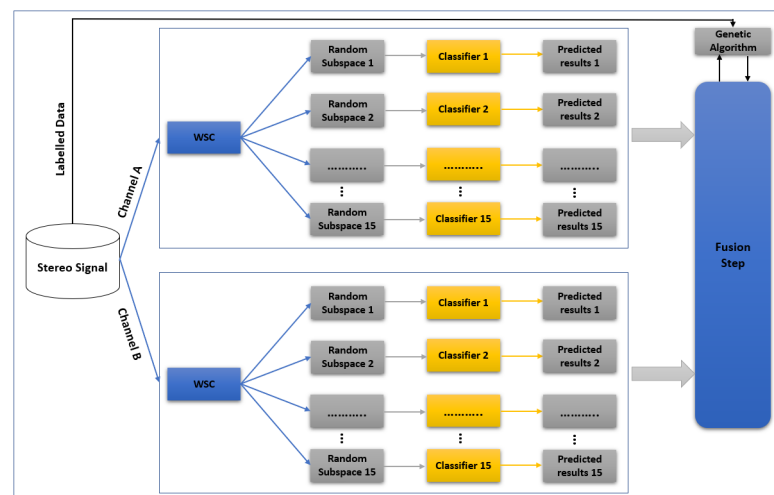 Genetic
Algorithm
Labelled Data
Stereo Signal
Channel A
WSC
Random
Subspace 1
Classifier 1
Predicted
results 1
Random
Subspace 2
Classifier 2
Predicted
results 2
………..
………..
………..
⋮
⋮
⋮
Random
Subspace 15
Classifier 15
Predicted
results 15
Channel B
WSC
Random
Subspace 1
Classifier 1
Predicted
results 1
Random
Subspace 2
Classifier 2
Predicted
results 2
………..
………..
………..
⋮
⋮
⋮
Random
Subspace 15
Classifier 15
Predicted
results 15
Fusion
Step